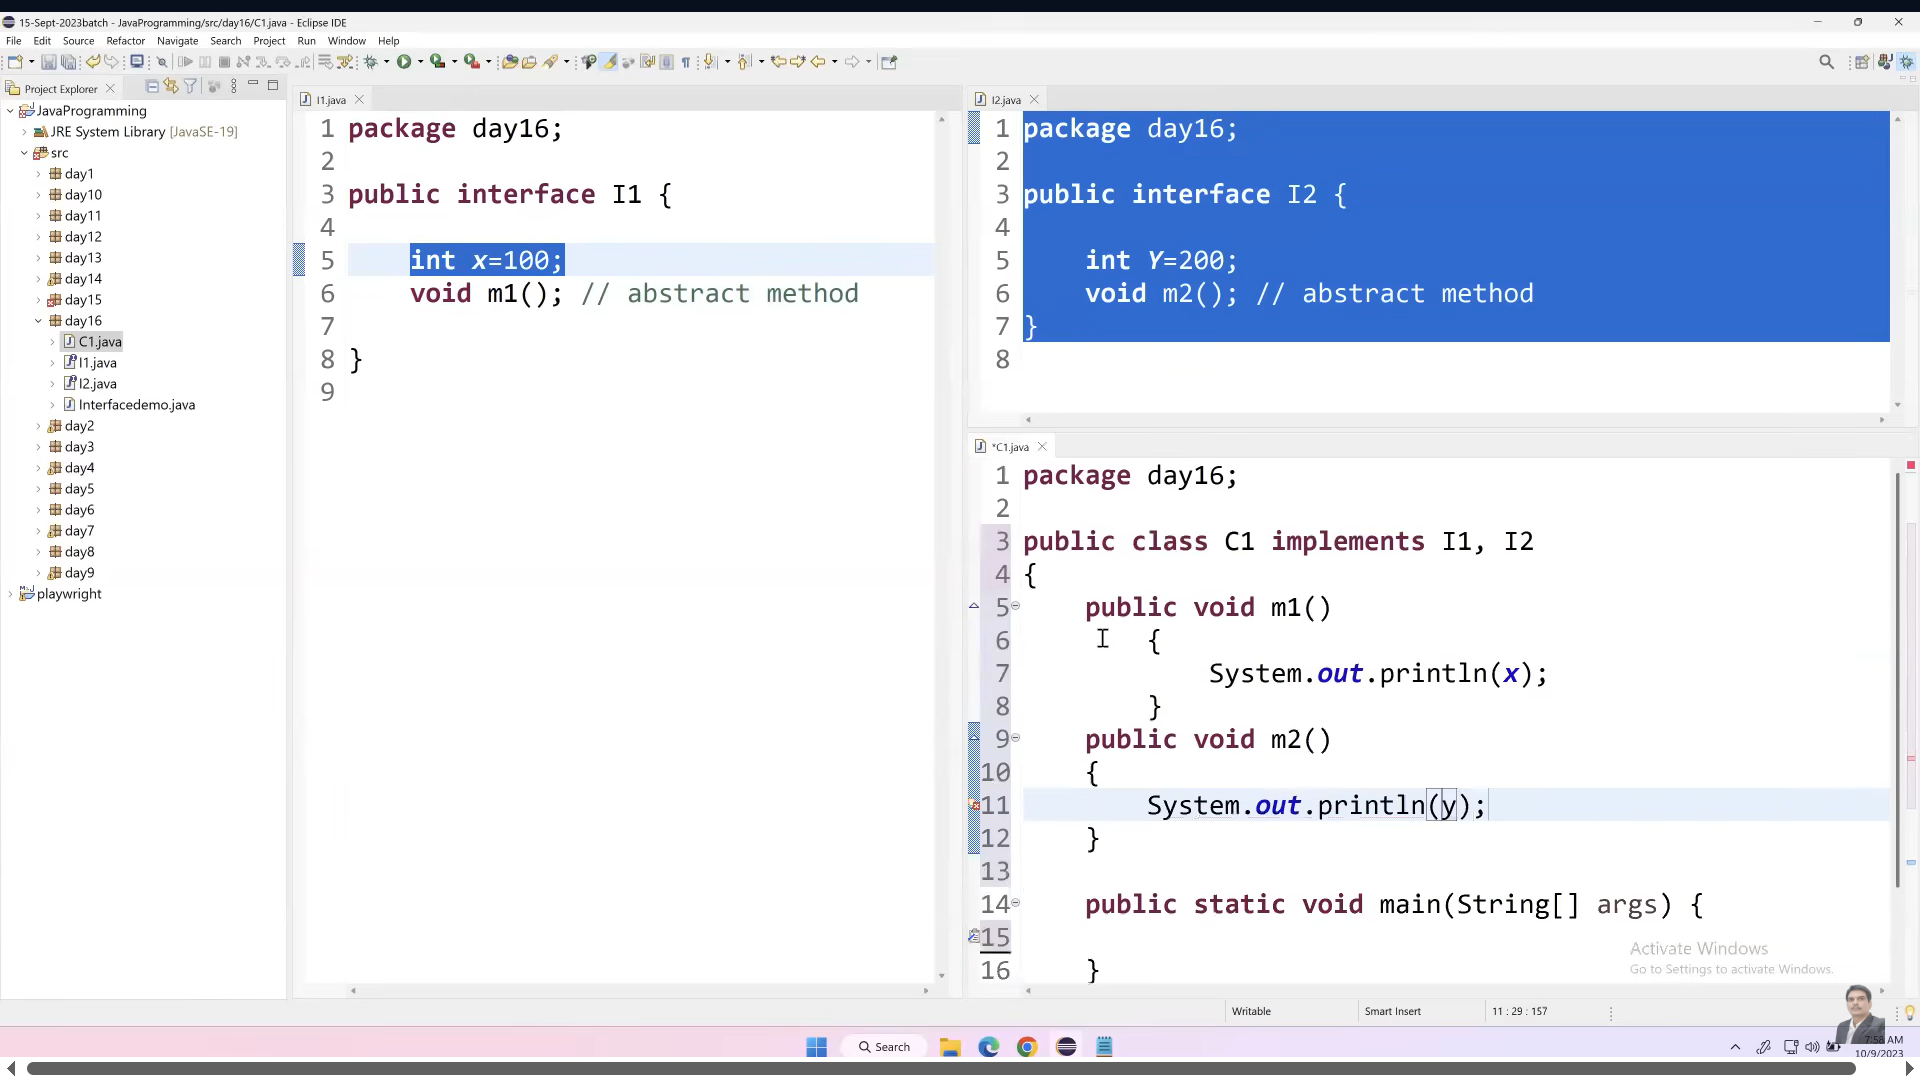 15-Sept-2023batch - JavaProgramming/src/day16/C1.java - Eclipse IDE
File Edit Source Refactor Navigate Search Project Run Window Help
Project Explorer
JavaProgramming
JRE System Library [JavaSE-19]
src
day1
day10
day11
day12
day13
day14
day15
day16
C1.java
I1.java
I2.java
Interfacedemo.java
day2
day3
day4
day5
day6
day7
day8
day9
playwright
I1.java
1 package day16;
2
3 public interface I1 {
4
5 int x=100;
6 void m1(); // abstract method
7
8 }
9
I2.java
1 package day16;
2
3 public interface I2 {
4
5 int Y=200;
6 void m2(); // abstract method
7 }
8
*C1.java
1 package day16;
2
3 public class C1 implements I1, I2
4 {
5 public void m1()
6 {
7 System.out.println(x);
8 }
9 public void m2()
10 {
11 System.out.println(y);
12 }
13
14 public static void main(String[] args) {
15
16 }
Activate Windows
Go to Settings to activate Windows.
Writable Smart Insert 11 : 29 : 157
Search
7:58 AM
10/9/2023